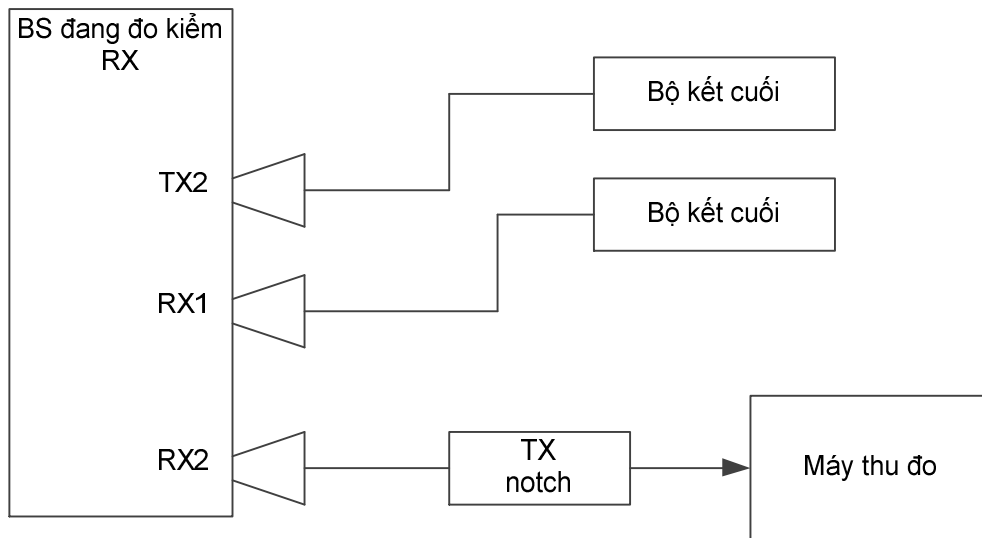 BS đang đo kiểm
RX
Bộ kết cuối
TX2
Bộ kết cuối
RX1
RX2
TX
notch
Máy thu đo